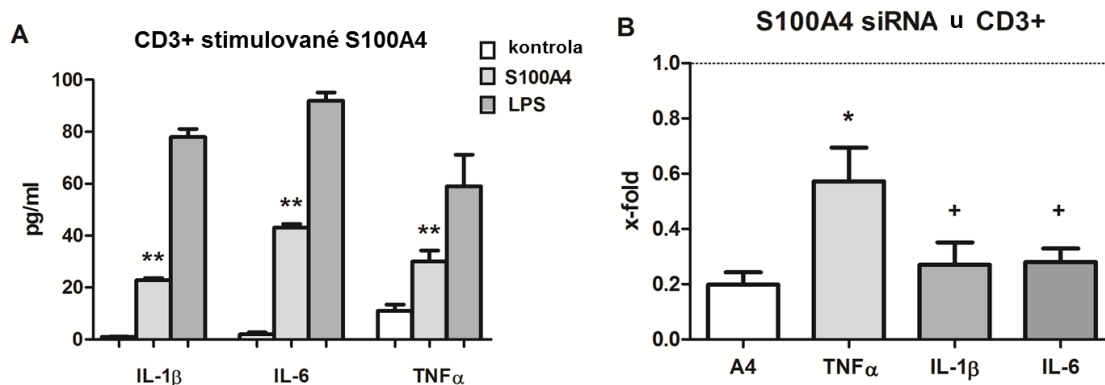 A
CD3+ stimulované S100A4
kontrola
S100A4
LPS
100
80
60
40
20
0
pg/ml
**
**
**
IL-1β
IL-6
TNFα
B
S100A4 siRNA u CD3+
1.0
0.8
0.6
0.4
0.2
0.0
x-fold
*
+
+
A4
TNFα
IL-1β
IL-6